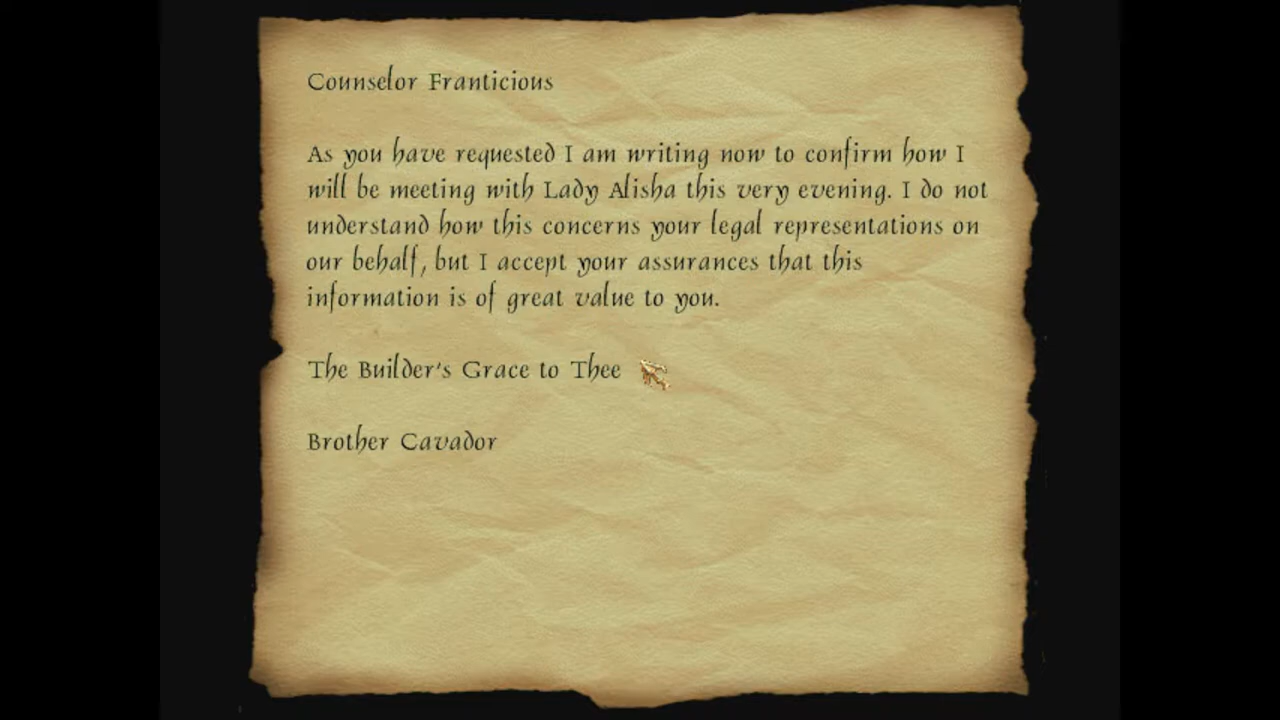 Counselor Franticious
As you have requested I am writing now to confirm how I
will be meeting with Lady Alisha this very evening. I do not
understand how this concerns your legal representations on
our behalf, but I accept your assurances that this
information is of great value to you.
The Builder's Grace to Thee
Brother Cavador